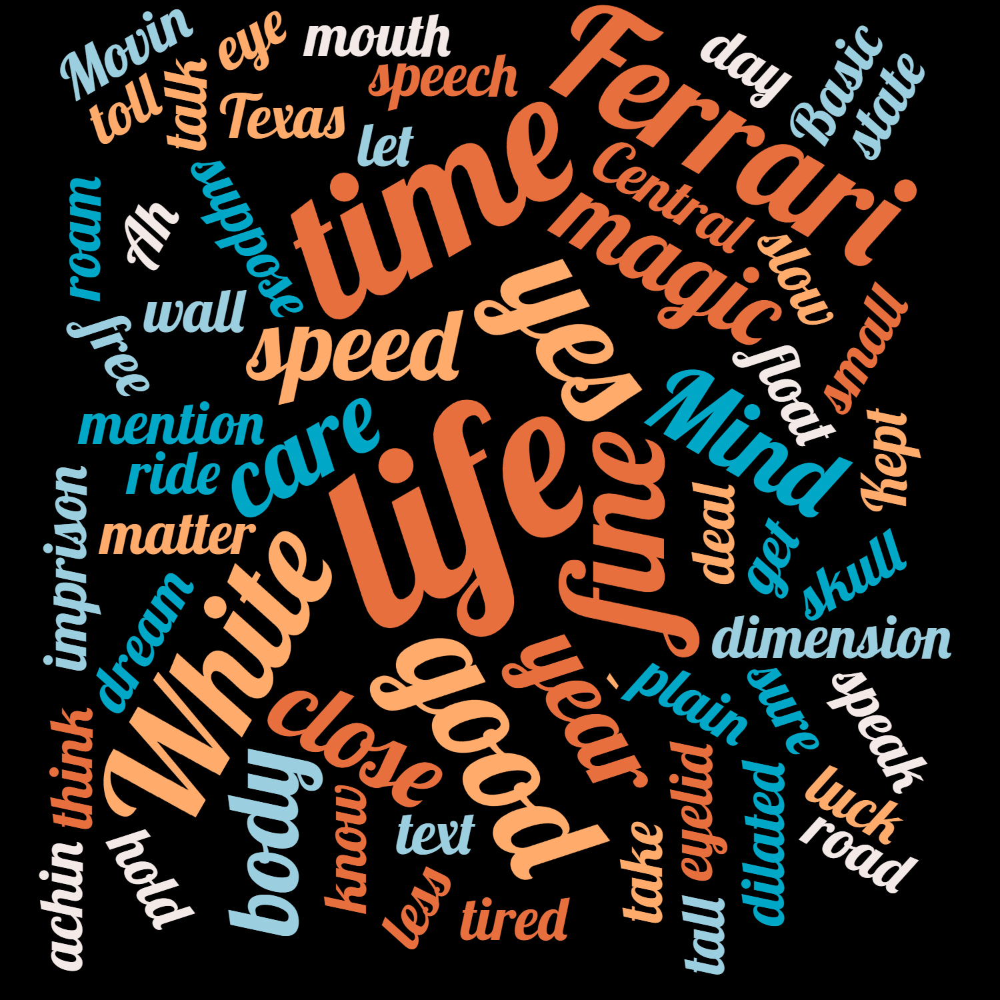 Movin
eye
mouth
Ferrari
day
Basic
state
toll
talk
Texas
speech
let
time
Central
roam
Ah
suppose
magic
slow
wall
yes
small
free
speed
float
mention
care
life
Mind
Kept
ride
fine
imprison
matter
deal
get
skull
dream
White
good
year
`
plain
dimension
sure
speak
think
close
body
know
text
eyelid
dilated
luck
road
achin
hold
less
tired
take
tall